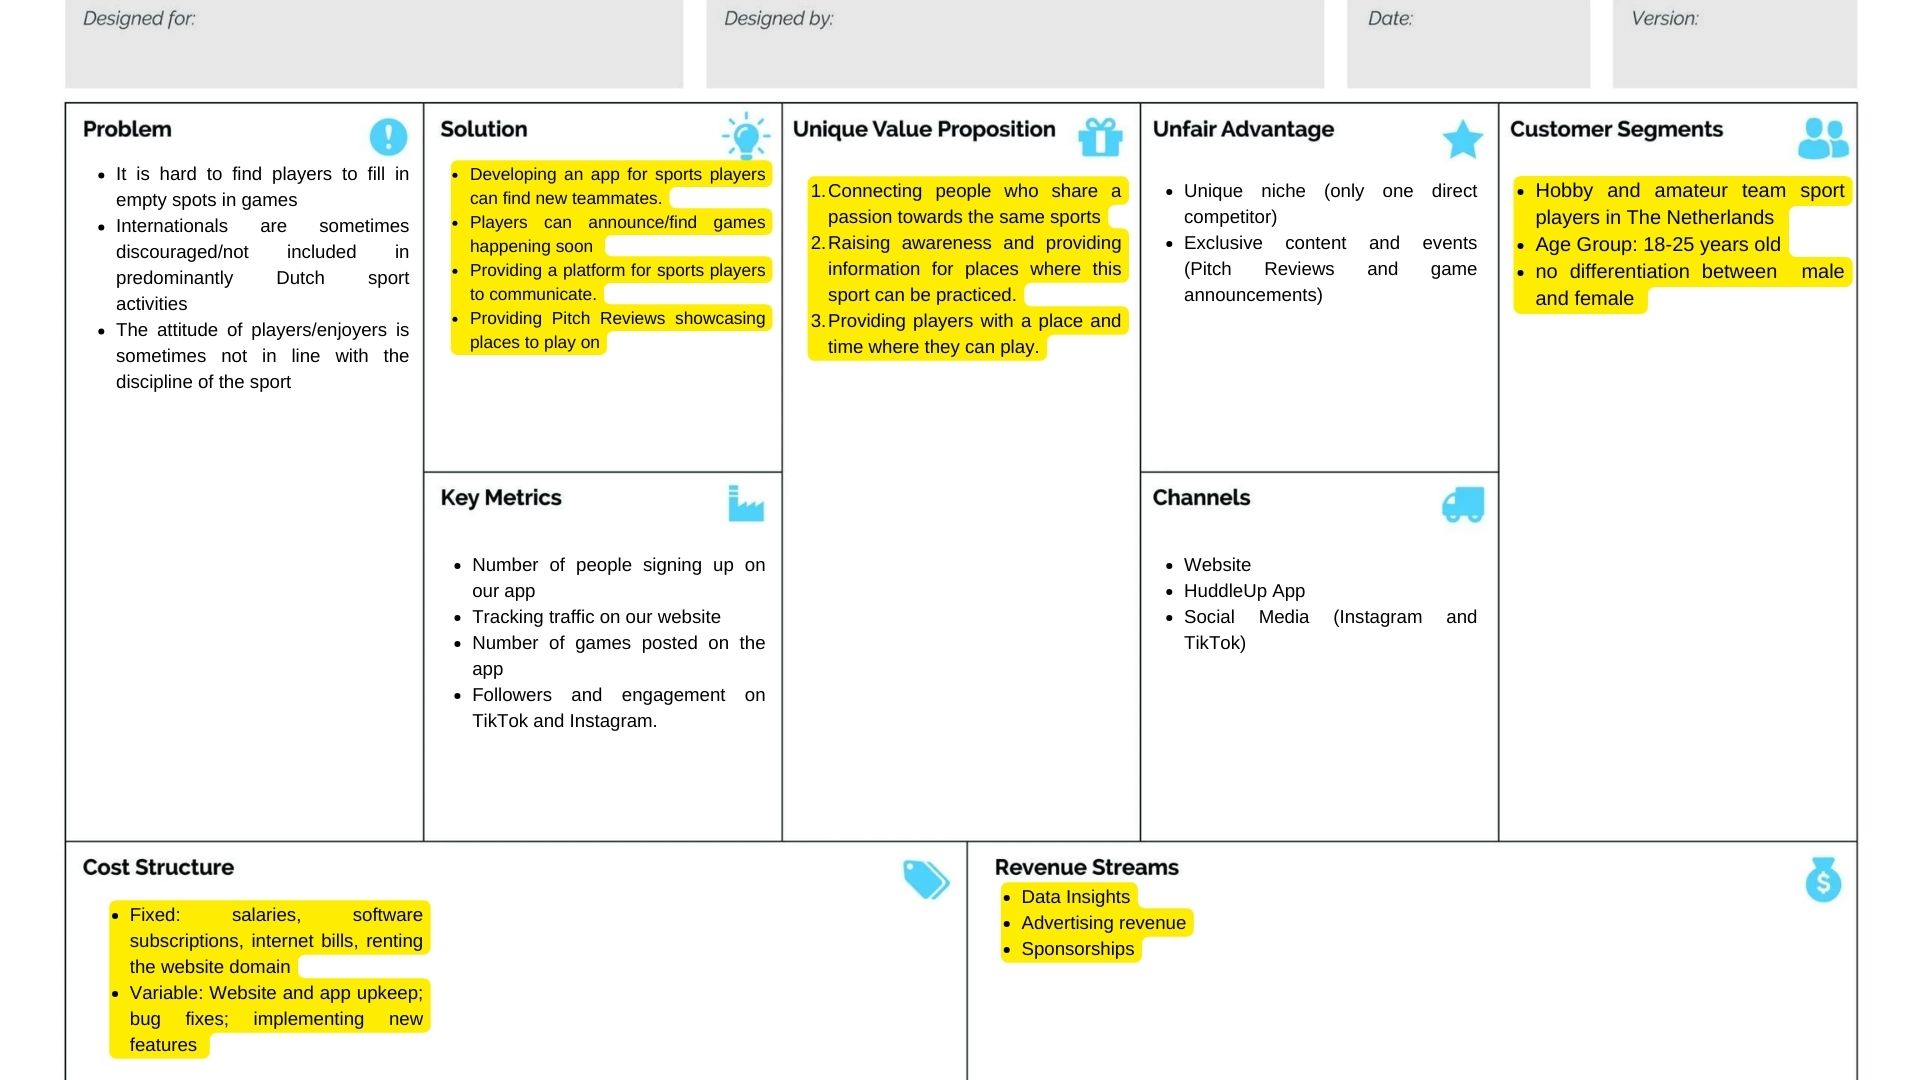 Designed for:
Designed by:
Date:
Version:
Problem
It is hard to find players to fill in
empty spots in games
Internationals are sometimes
discouraged/not included in
predominantly Dutch sport
activities
The attitude of players/enjoyers is
sometimes not in line with the
discipline of the sport
Solution
Developing an app for sports players
can find new teammates.
Players can announce/find games
happening soon
Providing a platform for sports players
to communicate.
Providing Pitch Reviews showcasing
places to play on
Key Metrics
Number of people signing up on
our app
Tracking traffic on our website
Number of games posted on the
app
Followers and engagement on
TikTok and Instagram.
Unique Value Proposition
1. Connecting people who share a
passion towards the same sports
2. Raising awareness and providing
information for places where this
sport can be practiced.
3. Providing players with a place and
time where they can play.
Unfair Advantage
Unique niche (only one direct
competitor)
Exclusive content and events
(Pitch Reviews and game
announcements)
Channels
Website
HuddleUp App
Social Media (Instagram and
TikTok)
Customer Segments
Hobby and amateur team sport
players in The Netherlands
Age Group: 18-25 years old
no differentiation between male
and female
Cost Structure
Fixed: salaries, software
subscriptions, internet bills, renting
the website domain
Variable: Website and app upkeep;
bug fixes; implementing new
features
Revenue Streams
Data Insights
Advertising revenue
Sponsorships
$